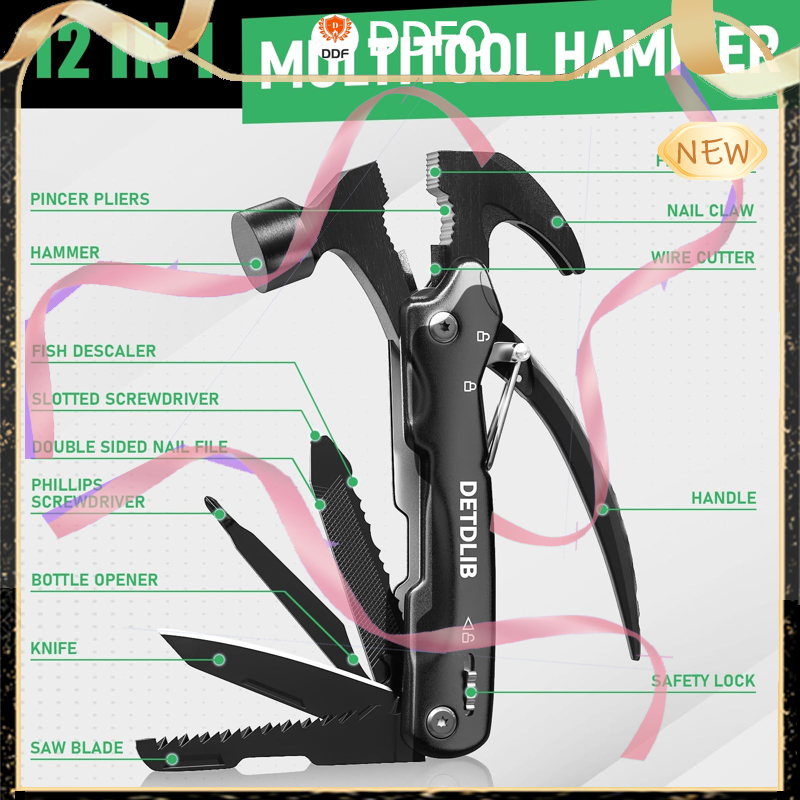 12 IN 1
DDFO
DDF
MULTITOOL HAMMER
NEW
PINCER PLIERS
NAIL CLAW
HAMMER
WIRE CUTTER
FISH DESCALER
SLOTTED SCREWDRIVER
DOUBLE SIDED NAIL FILE
PHILLIPS
SCREWDRIVER
HANDLE
DETDLIB
BOTTLE OPENER
KNIFE
SAFETY LOCK
SAW BLADE